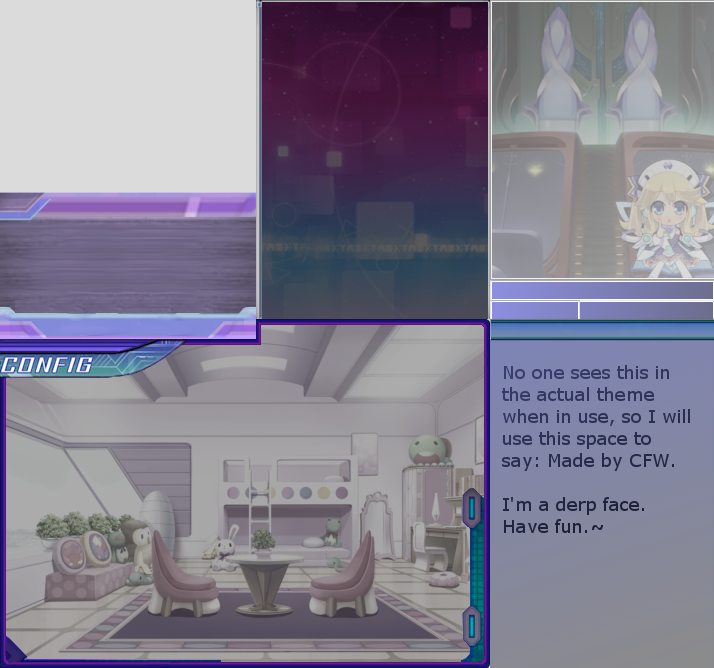 CONFIG
No one sees this in
the actual theme
when in use, so I will
use this space to
say: Made by CFW.
I'm a derp face.
Have fun.~